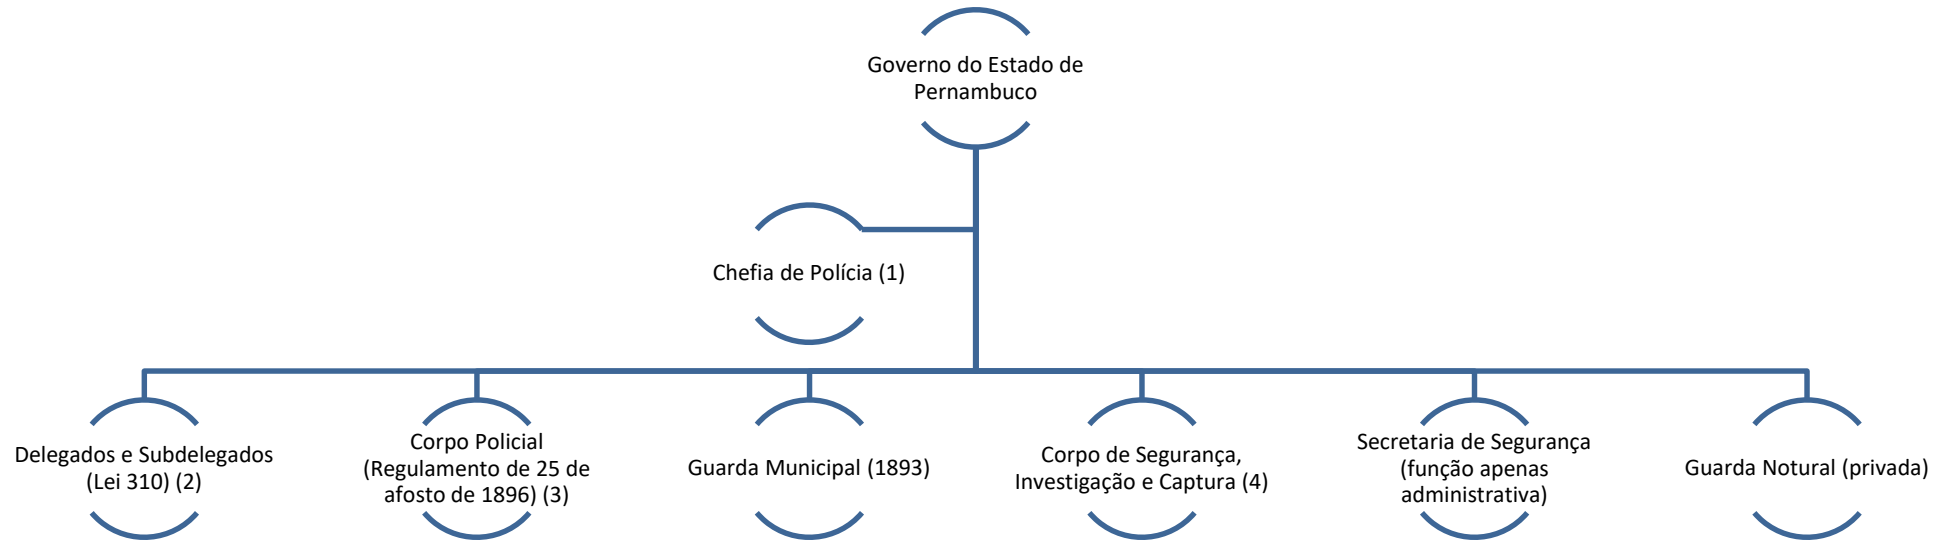 Governo do Estado de
Pernambuco
Chefia de Polícia (1)
Delegados e Subdelegados
(Lei 310) (2)
Corpo Policial
(Regulamento de 25 de
afosto de 1896) (3)
Guarda Municipal (1893)
Corpo de Segurança,
Investigação e Captura (4)
Secretaria de Segurança
(função apenas
administrativa)
Guarda Notural (privada)